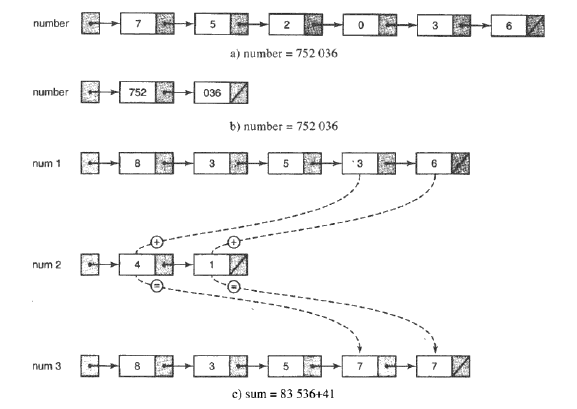 number 7 5 2 0 3 6
a) number = 752 036
number 752 036
b) number = 752 036
num 1 8 3 5 3 6
+ +
num 2 4 1
= =
num 3 8 3 5 7 7
c) sum = 83 536+41